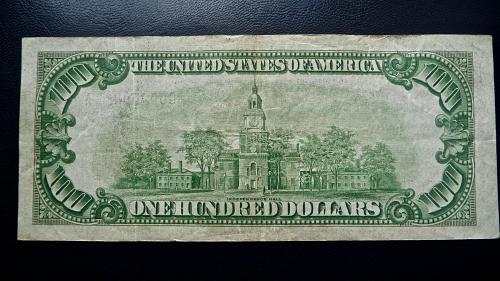 100 THE UNITED STATES OF AMERICA 100
INDEPENDENCE HALL
100 ONE HUNDRED DOLLARS 100